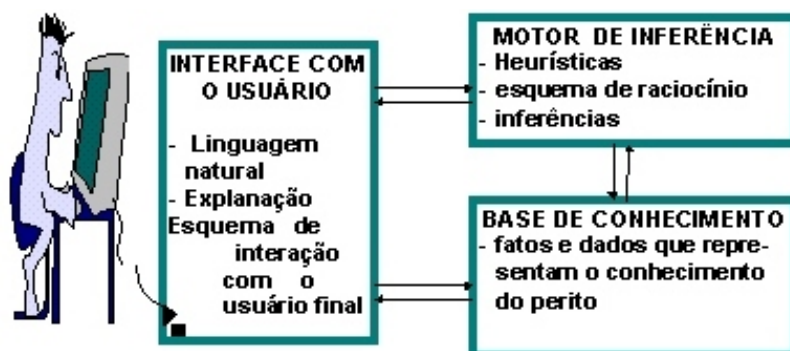 INTERFACE COM
O USUÁRIO
- Linguagem
natural
- Explanação
Esquema de
interação
com o
usuário final
MOTOR DE INFERÊNCIA
- Heurísticas
- esquema de raciocínio
- inferências
BASE DE CONHECIMENTO
- fatos e dados que repre-
sentam o conhecimento
do perito